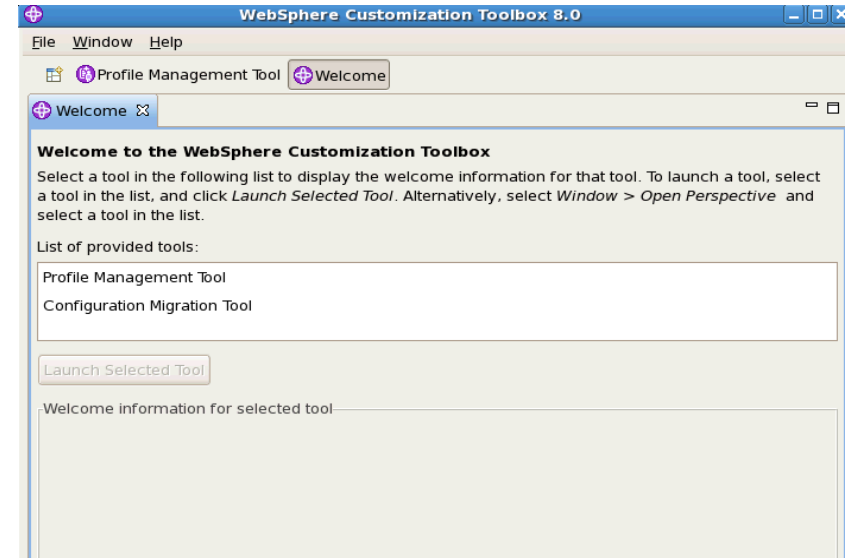 WebSphere Customization Toolbox 8.0
File Window Help
Profile Management Tool Welcome
Welcome
Welcome to the WebSphere Customization Toolbox
Select a tool in the following list to display the welcome information for that tool. To launch a tool, select
a tool in the list, and click Launch Selected Tool. Alternatively, select Window > Open Perspective and
select a tool in the list.
List of provided tools:
Profile Management Tool
Configuration Migration Tool
Launch Selected Tool
Welcome information for selected tool